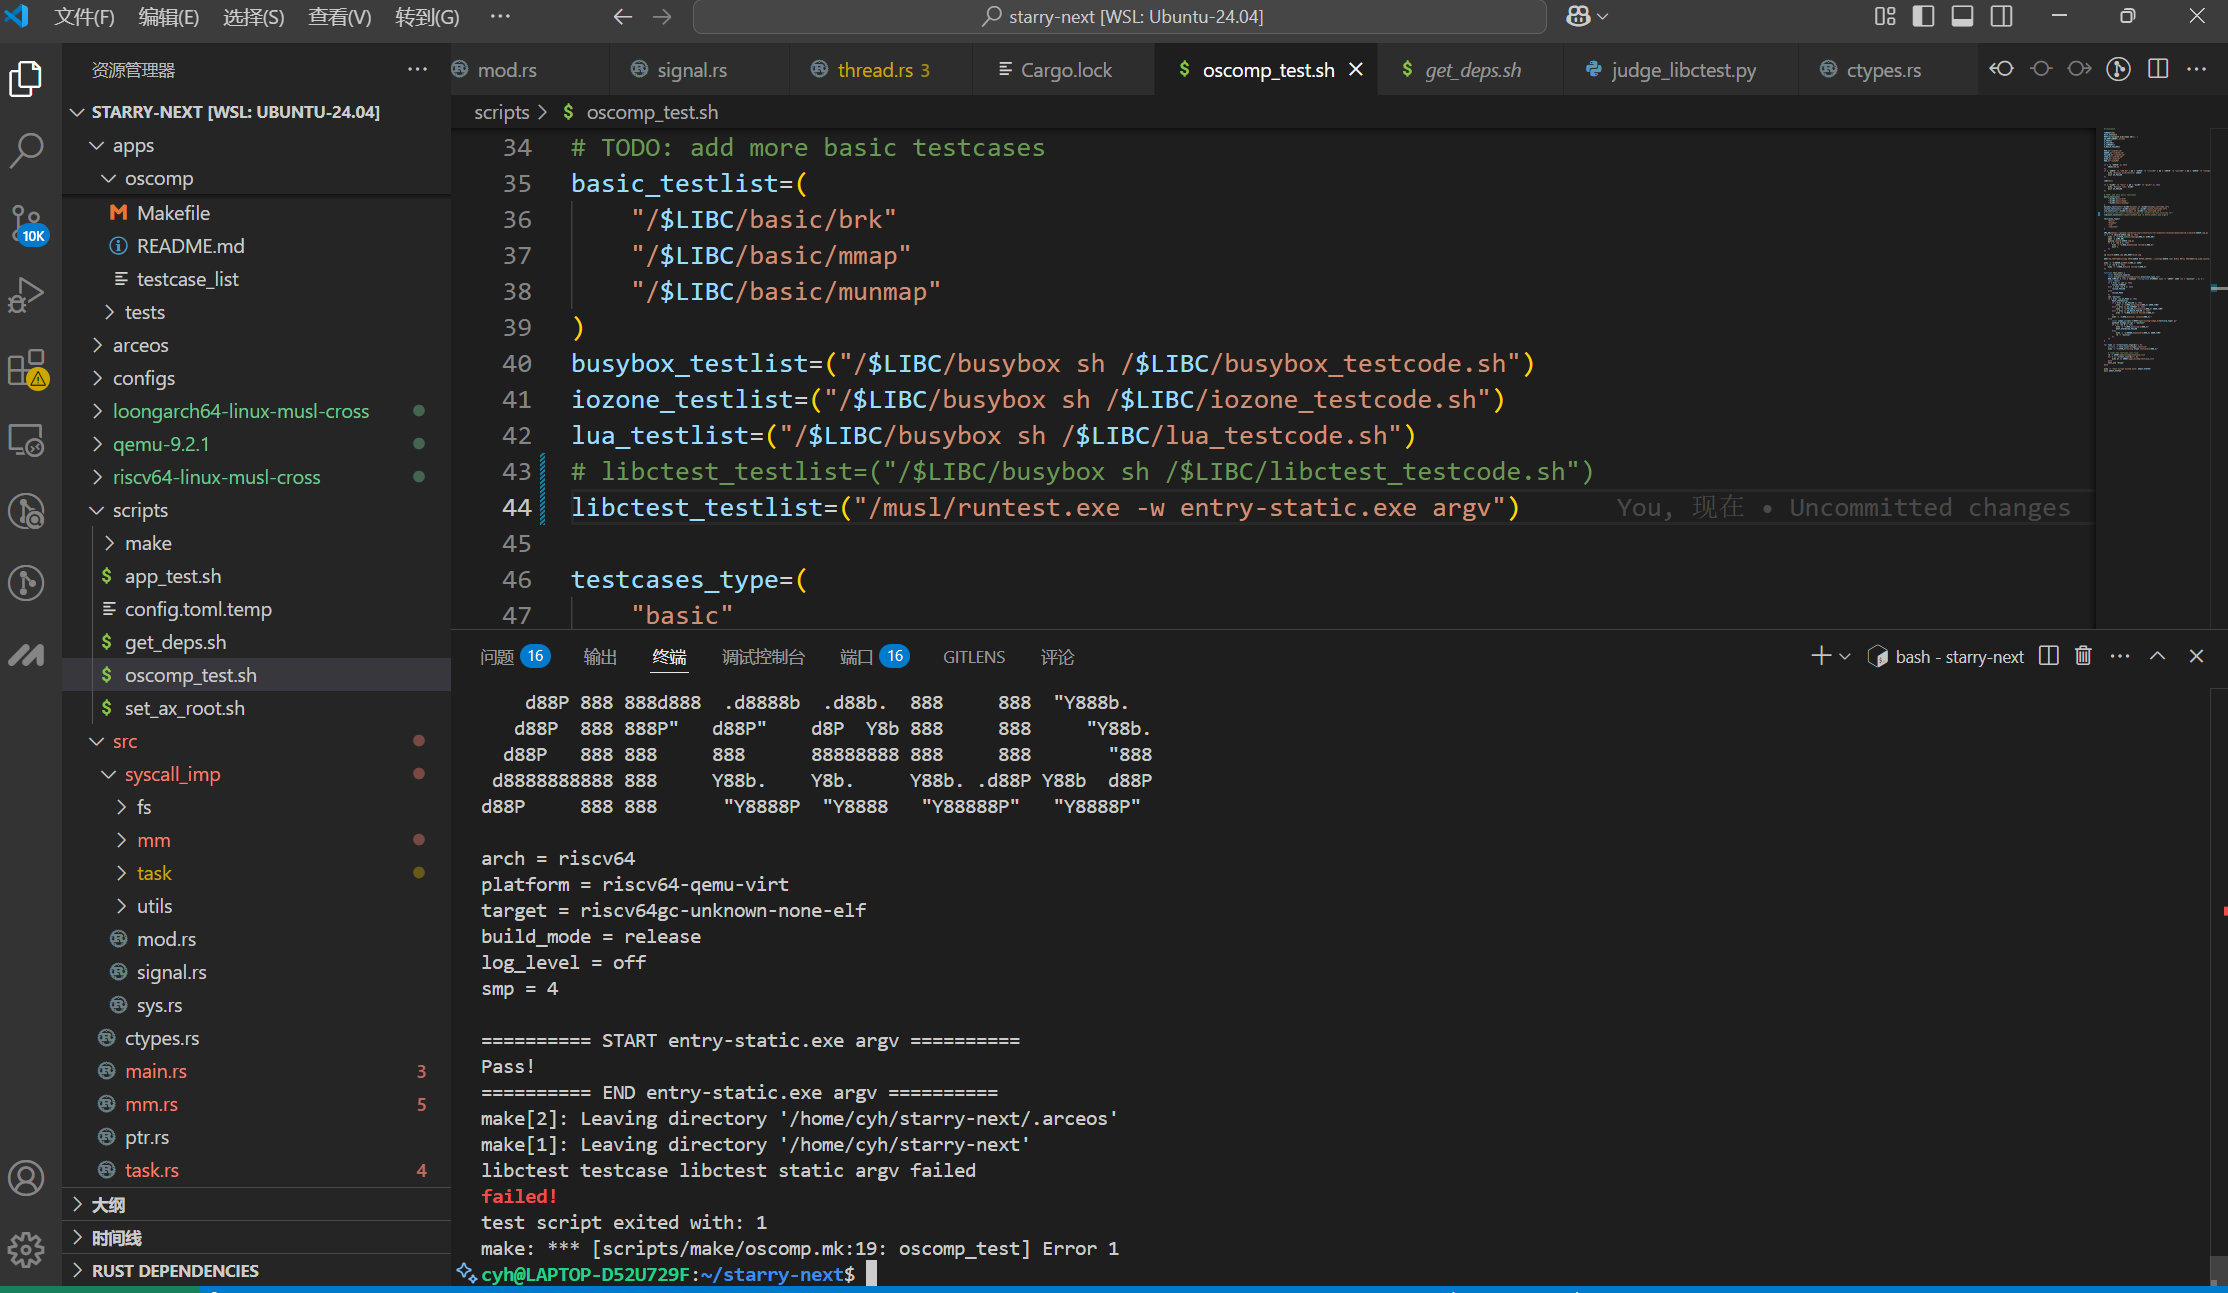 文件(F) 编辑(E) 选择(S) 查看(V) 转到(G) ··· starry-next [WSL: Ubuntu-24.04]
资源管理器 ···
STARRY-NEXT [WSL: UBUNTU-24.04]
apps
oscomp
Makefile
README.md
testcase_list
tests
arceos
configs
loongarch64-linux-musl-cross
qemu-9.2.1
riscv64-linux-musl-cross
scripts
make
app_test.sh
config.toml.temp
get_deps.sh
oscomp_test.sh
set_ax_root.sh
src
syscall_imp
fs
mm
task
utils
mod.rs
signal.rs
sys.rs
ctypes.rs
main.rs 3
mm.rs 5
ptr.rs
task.rs 4
大纲
时间线
RUST DEPENDENCIES
10K
mod.rs signal.rs thread.rs 3 Cargo.lock $ oscomp_test.sh $ get_deps.sh judge_libctest.py ctypes.rs
scripts > $ oscomp_test.sh
34 # TODO: add more basic testcases
35 basic_testlist=(
36 "/$LIBC/basic/brk"
37 "/$LIBC/basic/mmap"
38 "/$LIBC/basic/munmap"
39 )
40 busybox_testlist=("/$LIBC/busybox sh /$LIBC/busybox_testcode.sh")
41 iozone_testlist=("/$LIBC/busybox sh /$LIBC/iozone_testcode.sh")
42 lua_testlist=("/$LIBC/busybox sh /$LIBC/lua_testcode.sh")
43 # libctest_testlist=("/$LIBC/busybox sh /$LIBC/libctest_testcode.sh")
44 libctest_testlist=("/musl/runtest.exe -w entry-static.exe argv") You, 现在 • Uncommitted changes
45
46 testcases_type=(
47 "basic"
问题 16 输出 终端 调试控制台 端口 16 GITLENS 评论 bash - starry-next
    d88P 888 888d888  .d8888b  .d88b.  888     888  "Y888b.
   d88P  888 888P"   d88P"    d8P  Y8b 888     888     "Y88b.
  d88P   888 888     888      88888888 888     888       "888
 d8888888888 888     Y88b.    Y8b.     Y88b. .d88P Y88b  d88P
d88P     888 888      "Y8888P  "Y8888   "Y88888P"   "Y8888P"
arch = riscv64
platform = riscv64-qemu-virt
target = riscv64gc-unknown-none-elf
build_mode = release
log_level = off
smp = 4
========== START entry-static.exe argv ==========
Pass!
========== END entry-static.exe argv ==========
make[2]: Leaving directory '/home/cyh/starry-next/.arceos'
make[1]: Leaving directory '/home/cyh/starry-next'
libctest testcase libctest static argv failed
failed!
test script exited with: 1
make: *** [scripts/make/oscomp.mk:19: oscomp_test] Error 1
cyh@LAPTOP-D52U729F:~/starry-next$